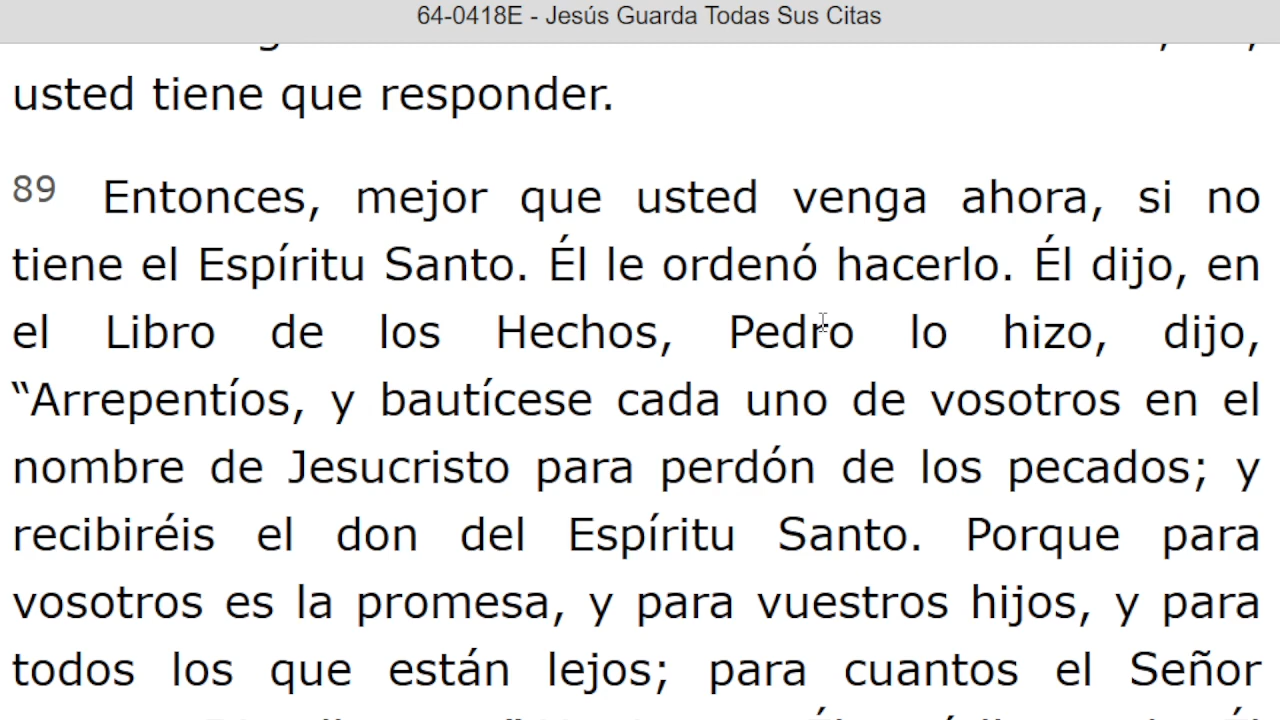 64-0418E - Jesús Guarda Todas Sus Citas
usted tiene que responder.
89 Entonces, mejor que usted venga ahora, si no
tiene el Espíritu Santo. Él le ordenó hacerlo. Él dijo, en
el Libro de los Hechos, Pedro lo hizo, dijo,
“Arrepentíos, y bautícese cada uno de vosotros en el
nombre de Jesucristo para perdón de los pecados; y
recibiréis el don del Espíritu Santo. Porque para
vosotros es la promesa, y para vuestros hijos, y para
todos los que están lejos; para cuantos el Señor